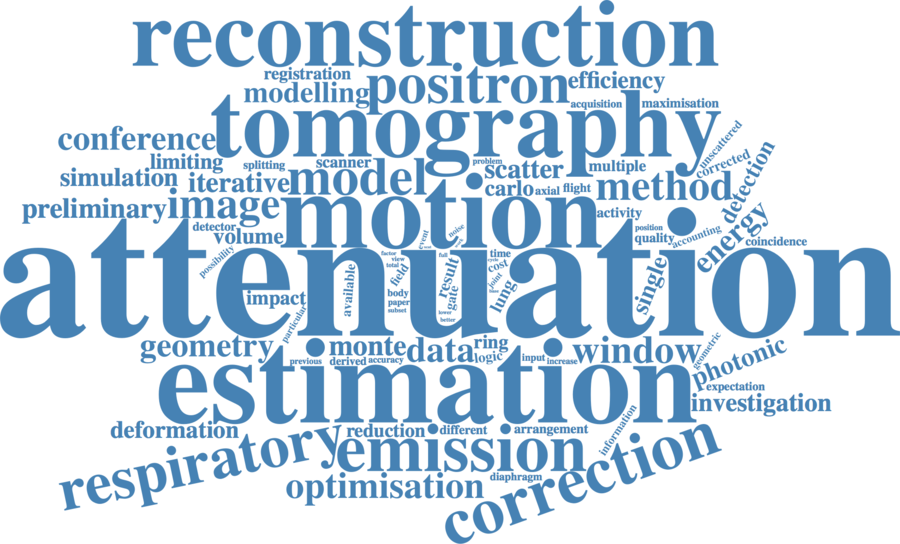 reconstruction
registration
positron
efficiency
modelling
acquisition
maximisation
tomography
unscattered
conference
limiting
splitting
scanner
problem
scatter
multiple
corrected
detection
simulation
iterative
model
carlo
axial
flight
method
preliminary
image
motion
activity
energy
detector
volume
event
noise
position
quality
accounting
coincidence
possibility
attenuation
factor
view
total
field
full
result
time
cycle
cost
joint
lung
single
available
impact
body
paper
subset
gate
lower
better
particular
geometry
monte
data
ring
logic
window
geometric
photonic
previous
derived
accuracy
input
increase
expectation
estimation
investigation
deformation
reduction
different
arrangement
information
respiratory
emission
correction
diaphragm
optimisation